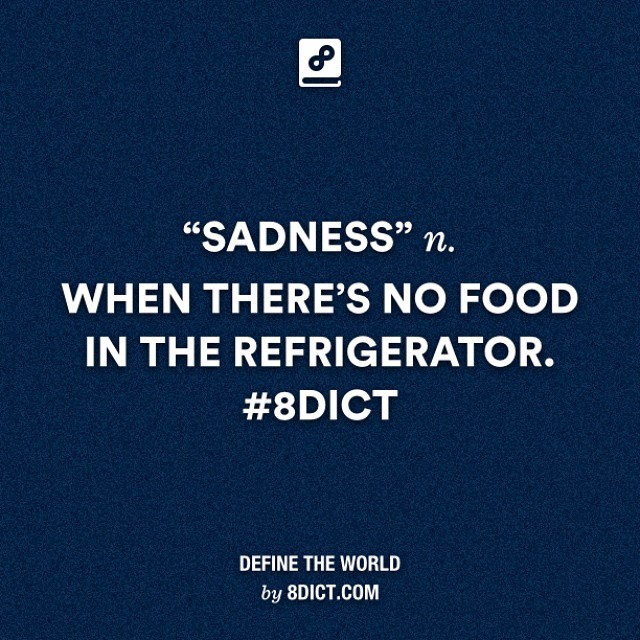 “SADNESS” n.
WHEN THERE’S NO FOOD
IN THE REFRIGERATOR.
#8DICT
DEFINE THE WORLD
by 8DICT.COM